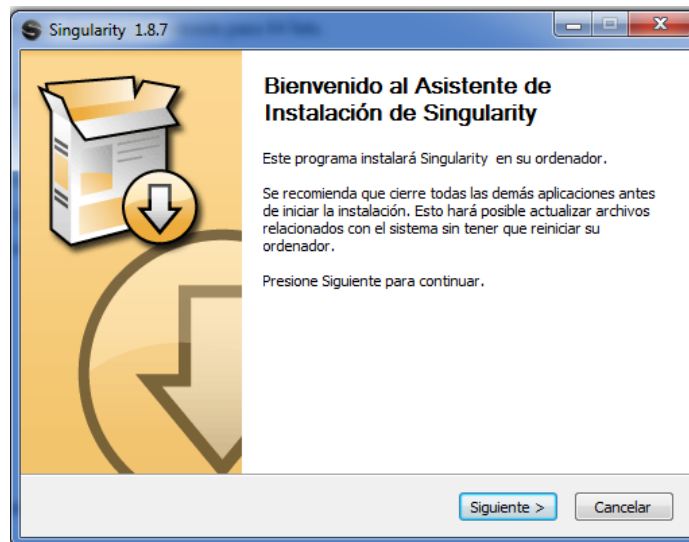 Singularity 1.8.7
Bienvenido al Asistente de
Instalación de Singularity
Este programa instalará Singularity en su ordenador.
Se recomienda que cierre todas las demás aplicaciones antes
de iniciar la instalación. Esto hará posible actualizar archivos
relacionados con el sistema sin tener que reiniciar su
ordenador.
Presione Siguiente para continuar.
Siguiente >
Cancelar